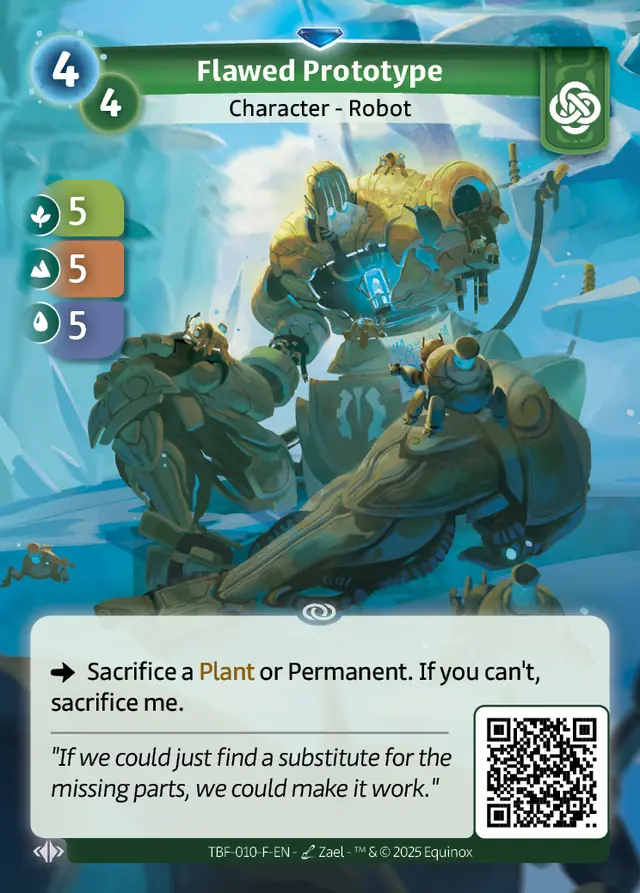 4
4
Flawed Prototype
Character - Robot
5
5
5
Sacrifice a Plant or Permanent. If you can't,
sacrifice me.
"If we could just find a substitute for the
missing parts, we could make it work."
TBF-010-F-EN - Zael - ™ & © 2025 Equinox